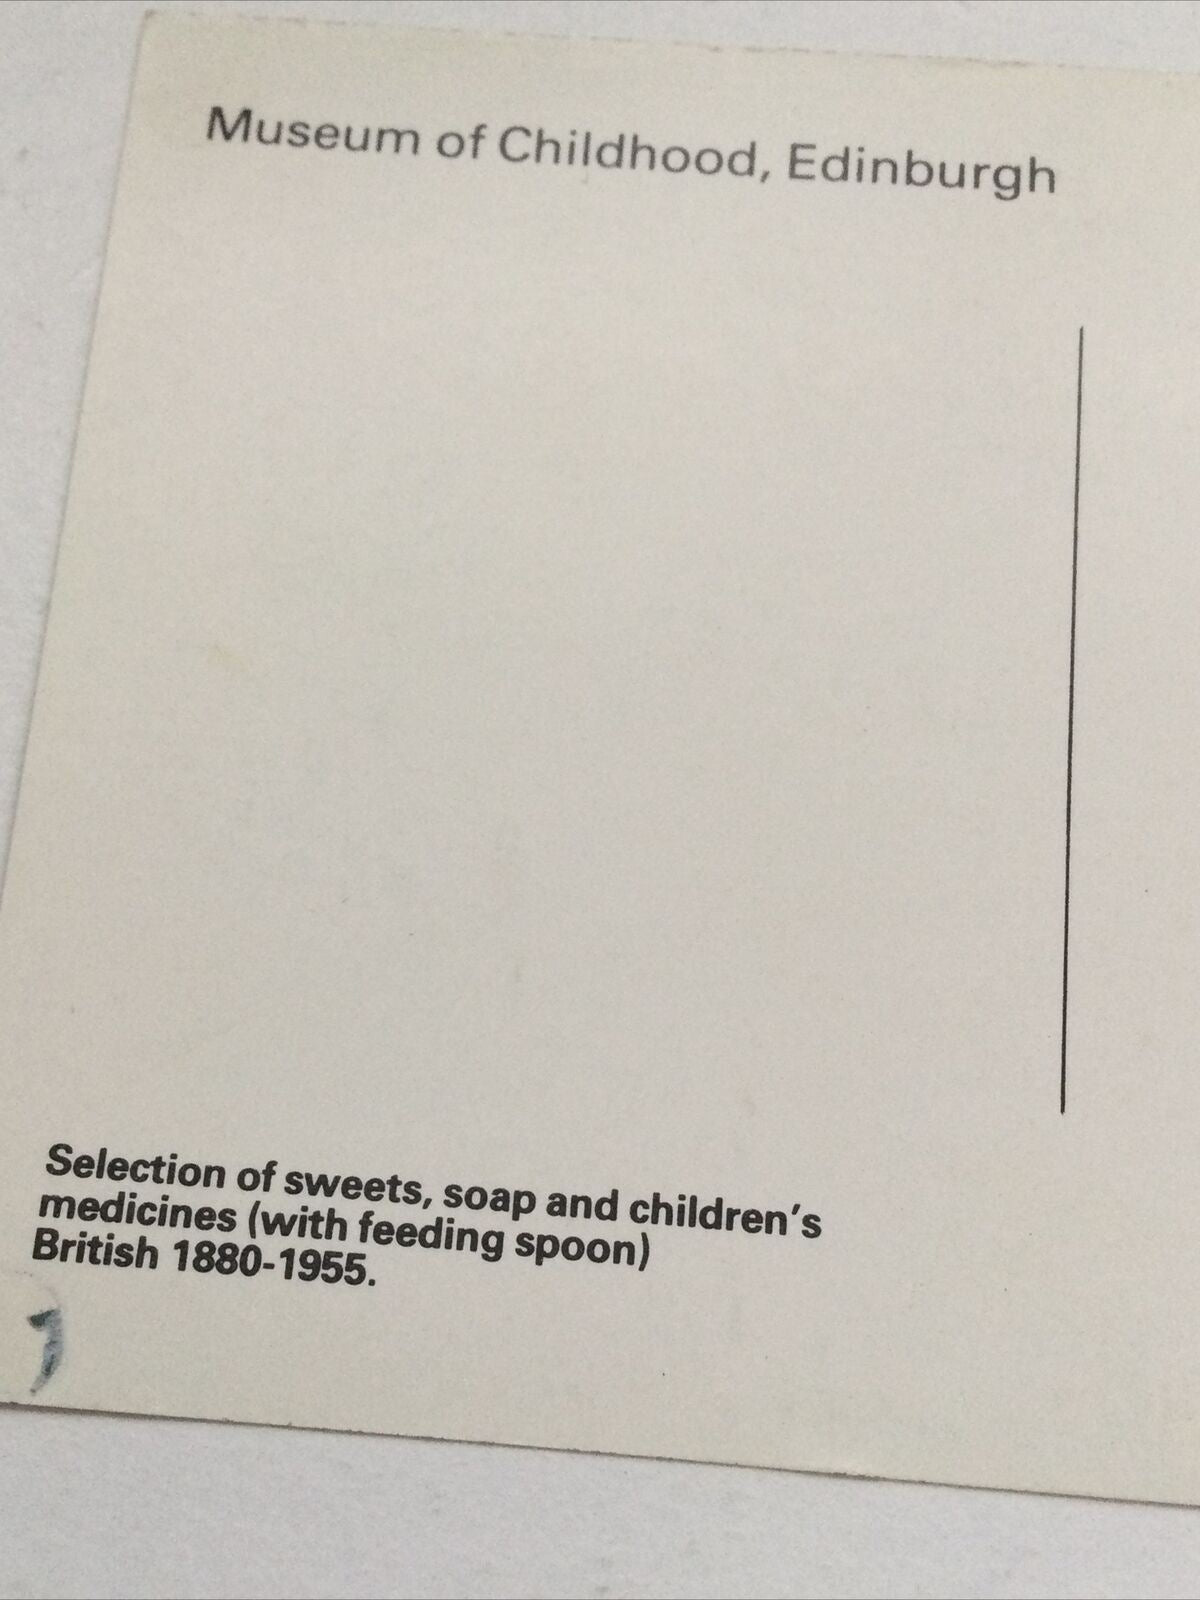 Museum of Childhood, Edinburgh
Selection of sweets, soap and children's
medicines (with feeding spoon)
British 1880-1955.